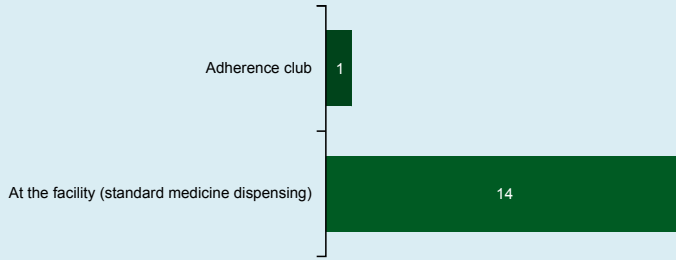 Adherence club
1
At the facility (standard medicine dispensing)
14